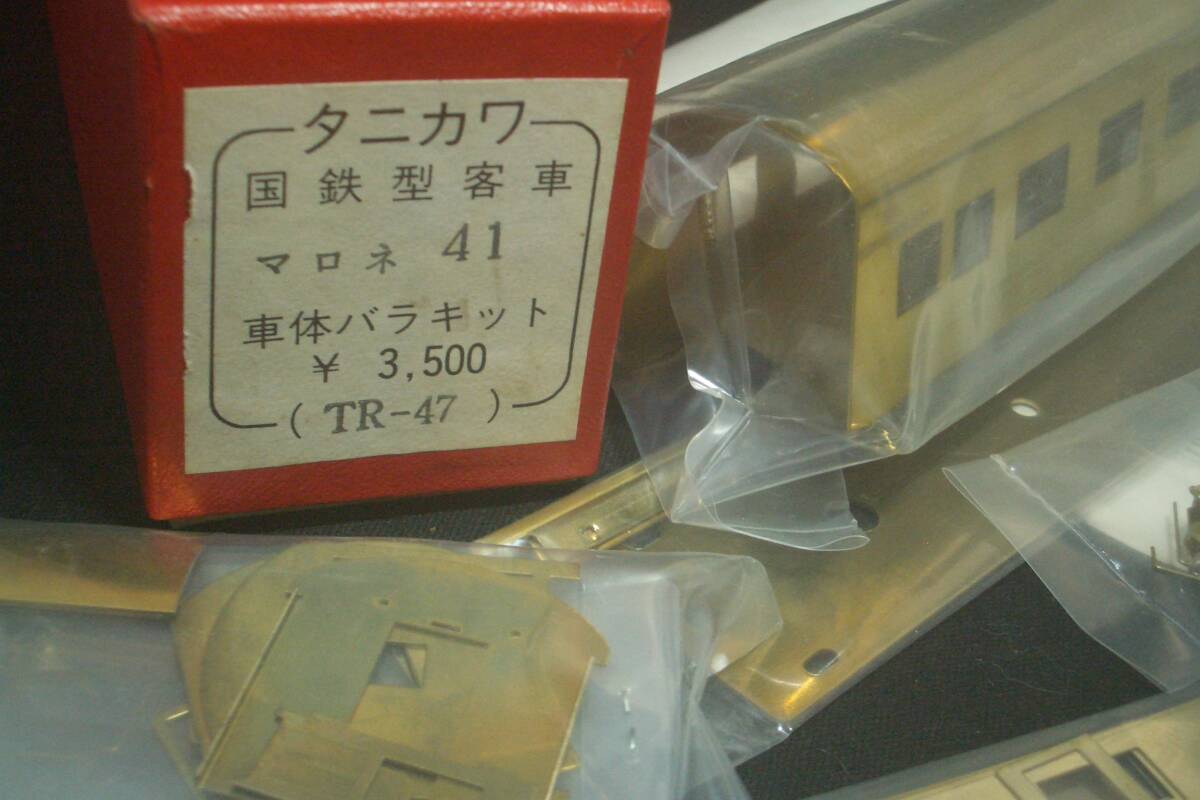 タニカワ
国鉄型客車
マロネ 41
車体バラキット
¥ 3,500
( TR-47 )